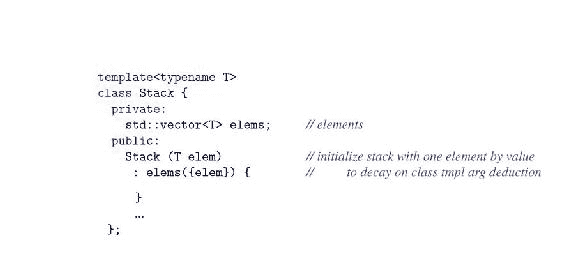 template<typename T>
class Stack {
private:
std::vector<T> elems; // elements
public:
Stack (T elem) // initialize stack with one element by value
: elems({elem}) { // to decay on class tmpl arg deduction
}
...
};